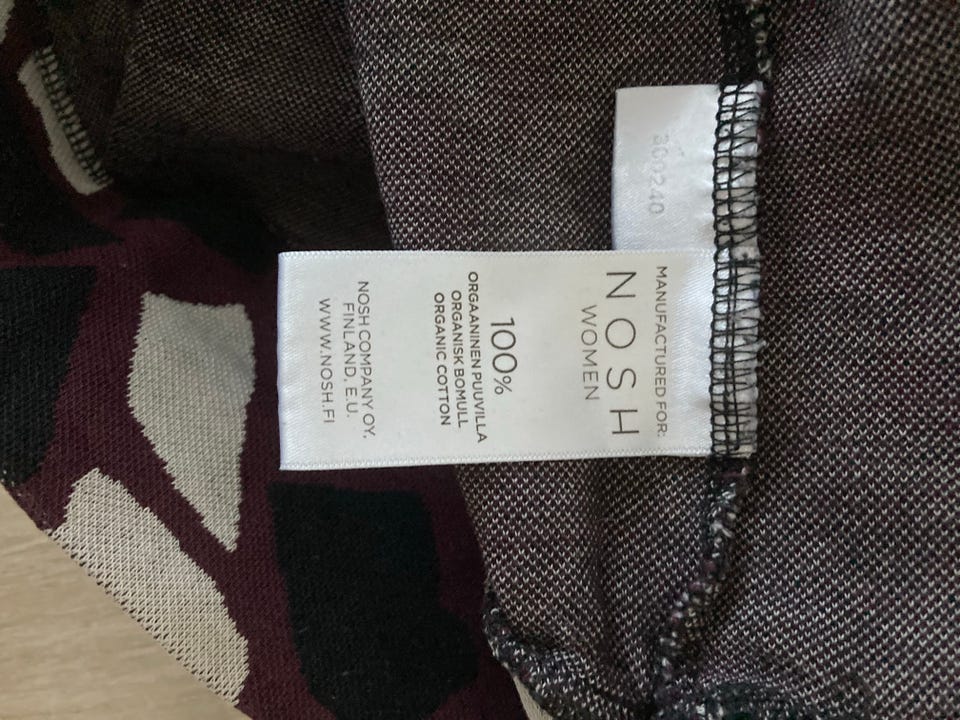 MANUFACTURED FOR:
NOSH
WOMEN
100%
ORGAANINEN PUUVILLA
ORGANISK BOMULL
ORGANIC COTTON
NOSH COMPANY OY,
FINLAND, E.U.
WWW.NOSH.FI